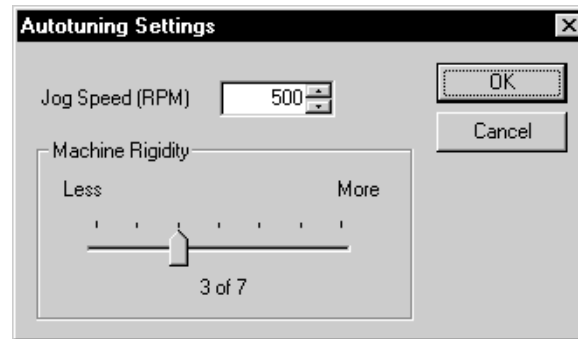 Autotuning Settings
Jog Speed (RPM) 500
OK
Cancel
Machine Rigidity
Less More
3 of 7